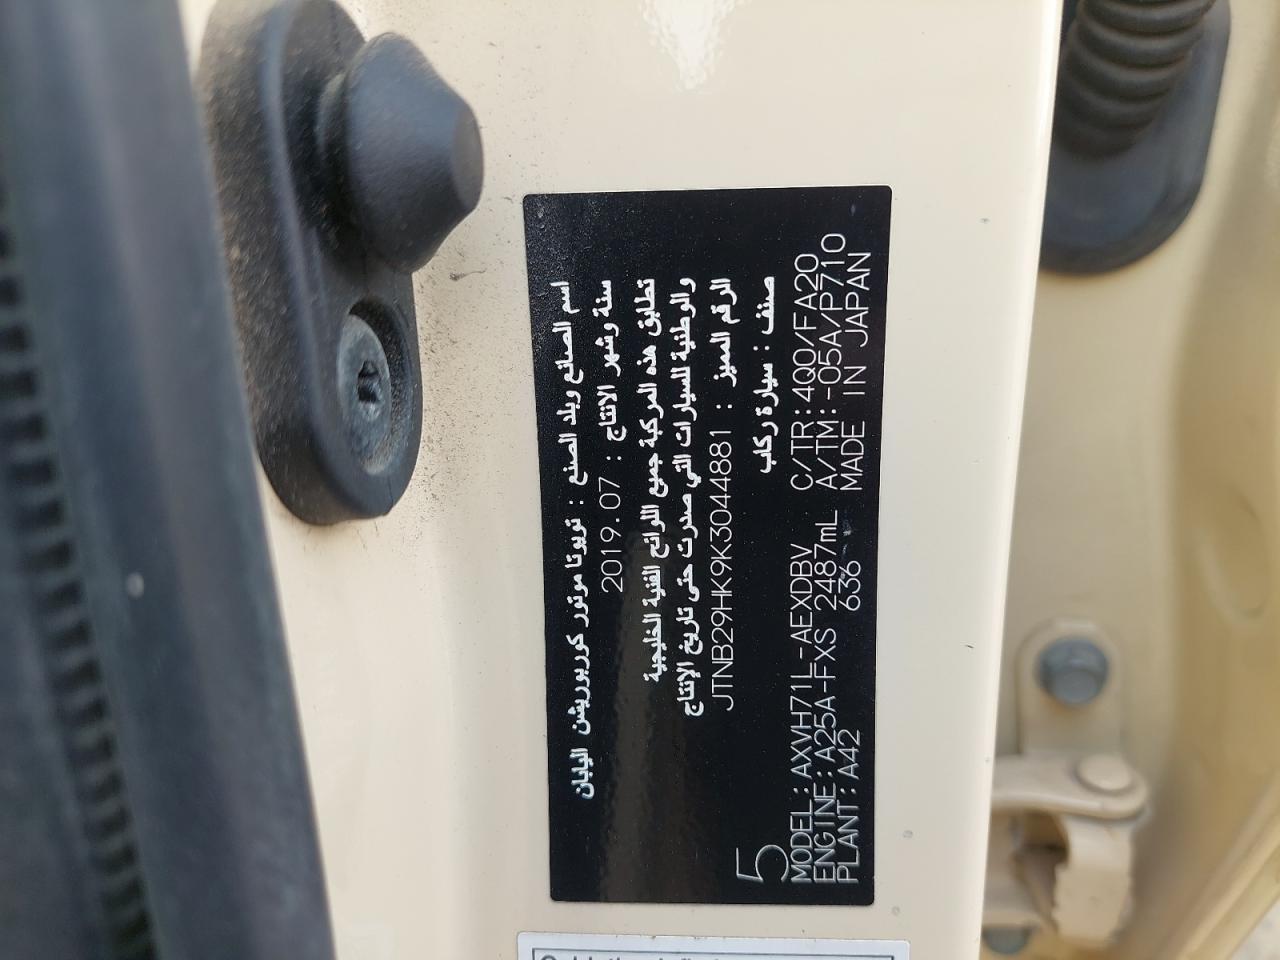 اسم الصانع وبلد الصنع : تويوتا موتور كوربوريشن اليابان
سنة وشهر الانتاج : 2019.07
تطابق هذه المركبة جميع اللوائح الفنية الخليجية
والوطنية للسيارات التي صدرت حتى تاريخ الإنتاج
الرقم المميز : JTNB29HK9K3044881
صنف : سيارة ركاب
5
MODEL:AXVH71L-AEXDBV C/TR:4Q0/FA20
ENGINE:A25A-FXS 2487mL A/TM:-05A/P710
PLANT:A42 636 MADE IN JAPAN